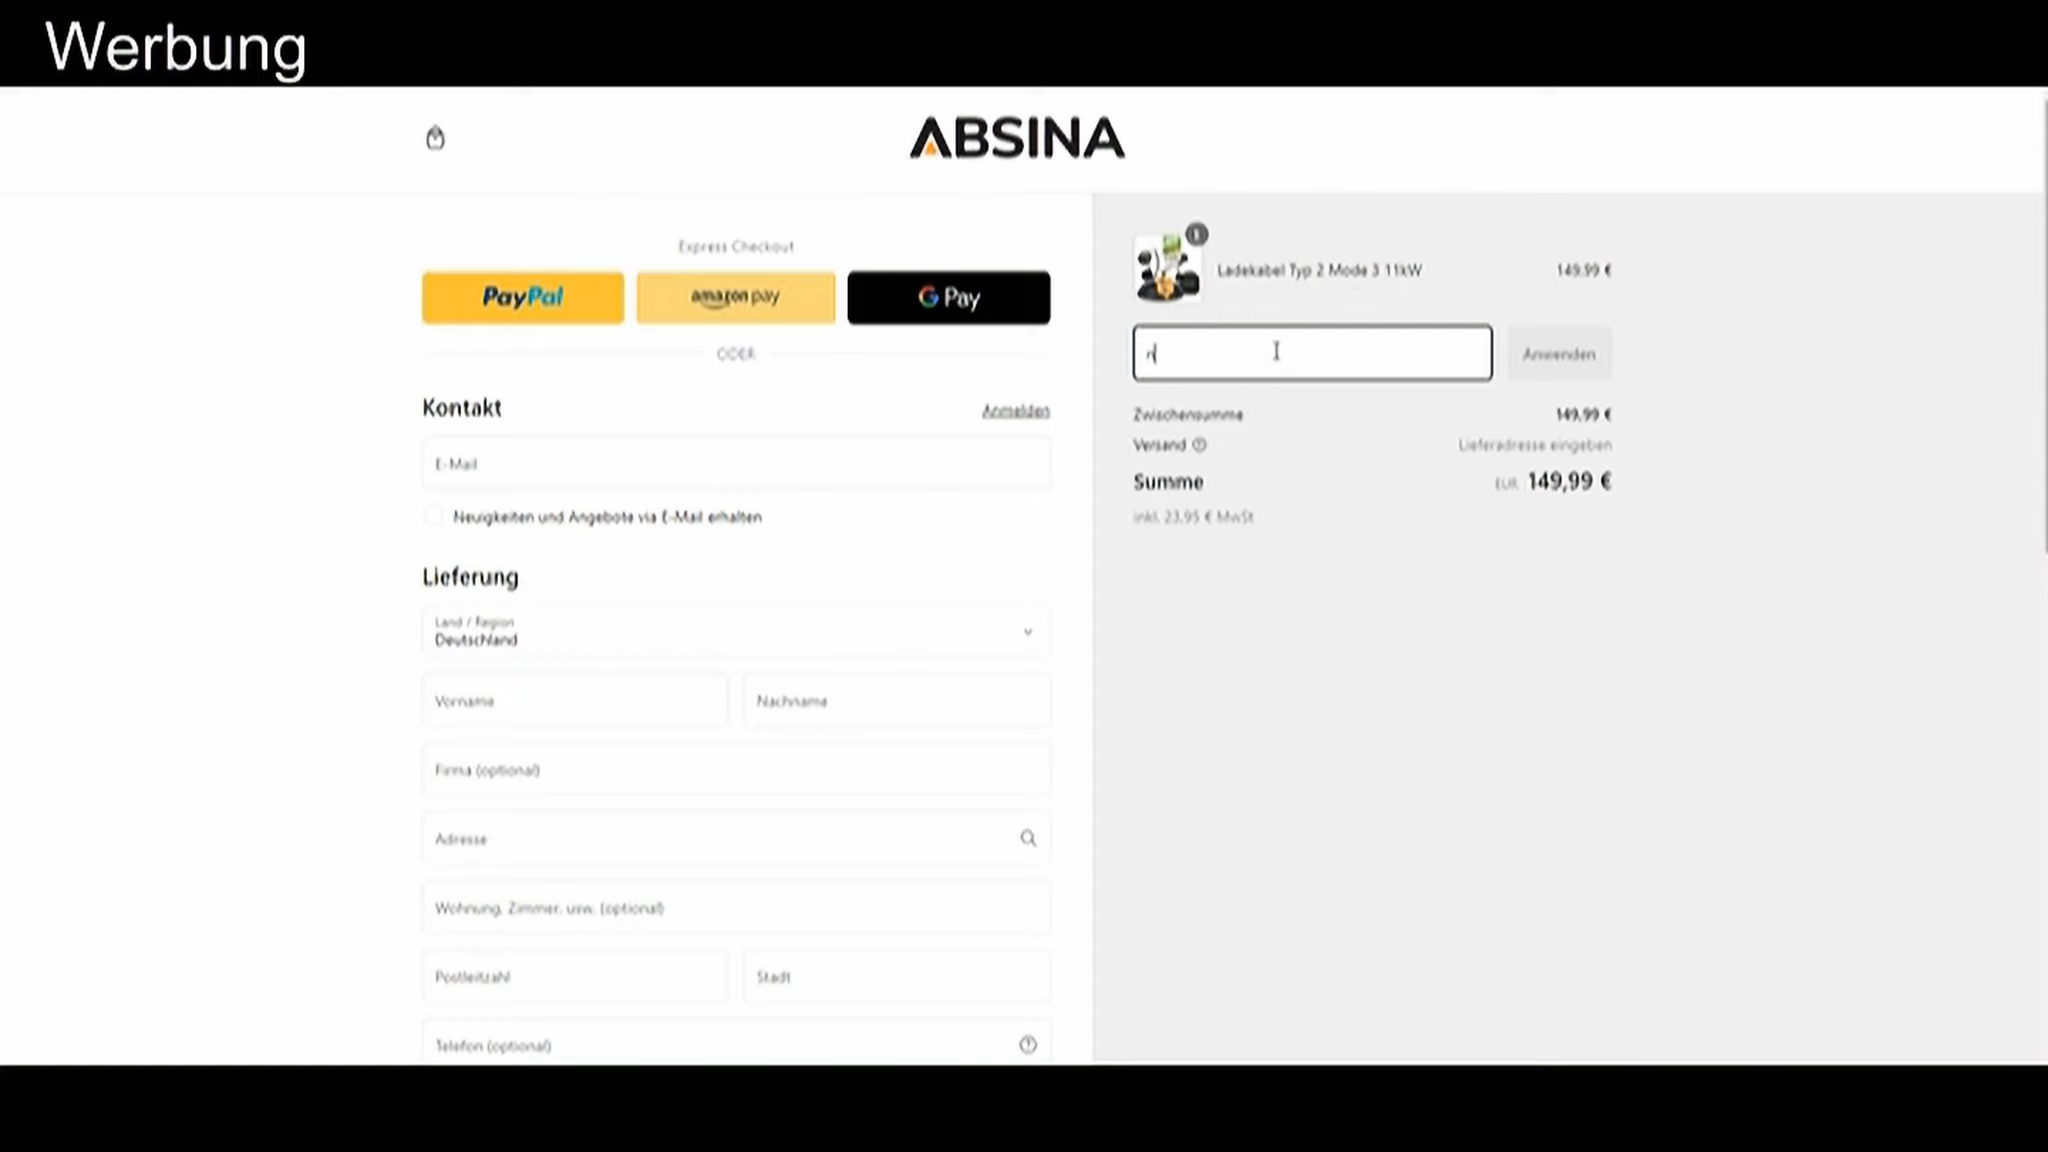 Werbung
ABSINA
Express Checkout
PayPal
amazon pay
G Pay
ODER
Kontakt
Anmelden
E-Mail
Neuigkeiten und Angebote via E-Mail erhalten
Lieferung
Land / Region
Deutschland
Vorname
Nachname
Firma (optional)
Adresse
Wohnung, Zimmer, usw. (optional)
Postleitzahl
Stadt
Telefon (optional)
Ladekabel Typ 2 Mode 3 11kW
149,99 €
Anwenden
Zwischensumme
149,99 €
Versand
Lieferadresse eingeben
Summe
EUR 149,99 €
inkl. 23,95 € MwSt